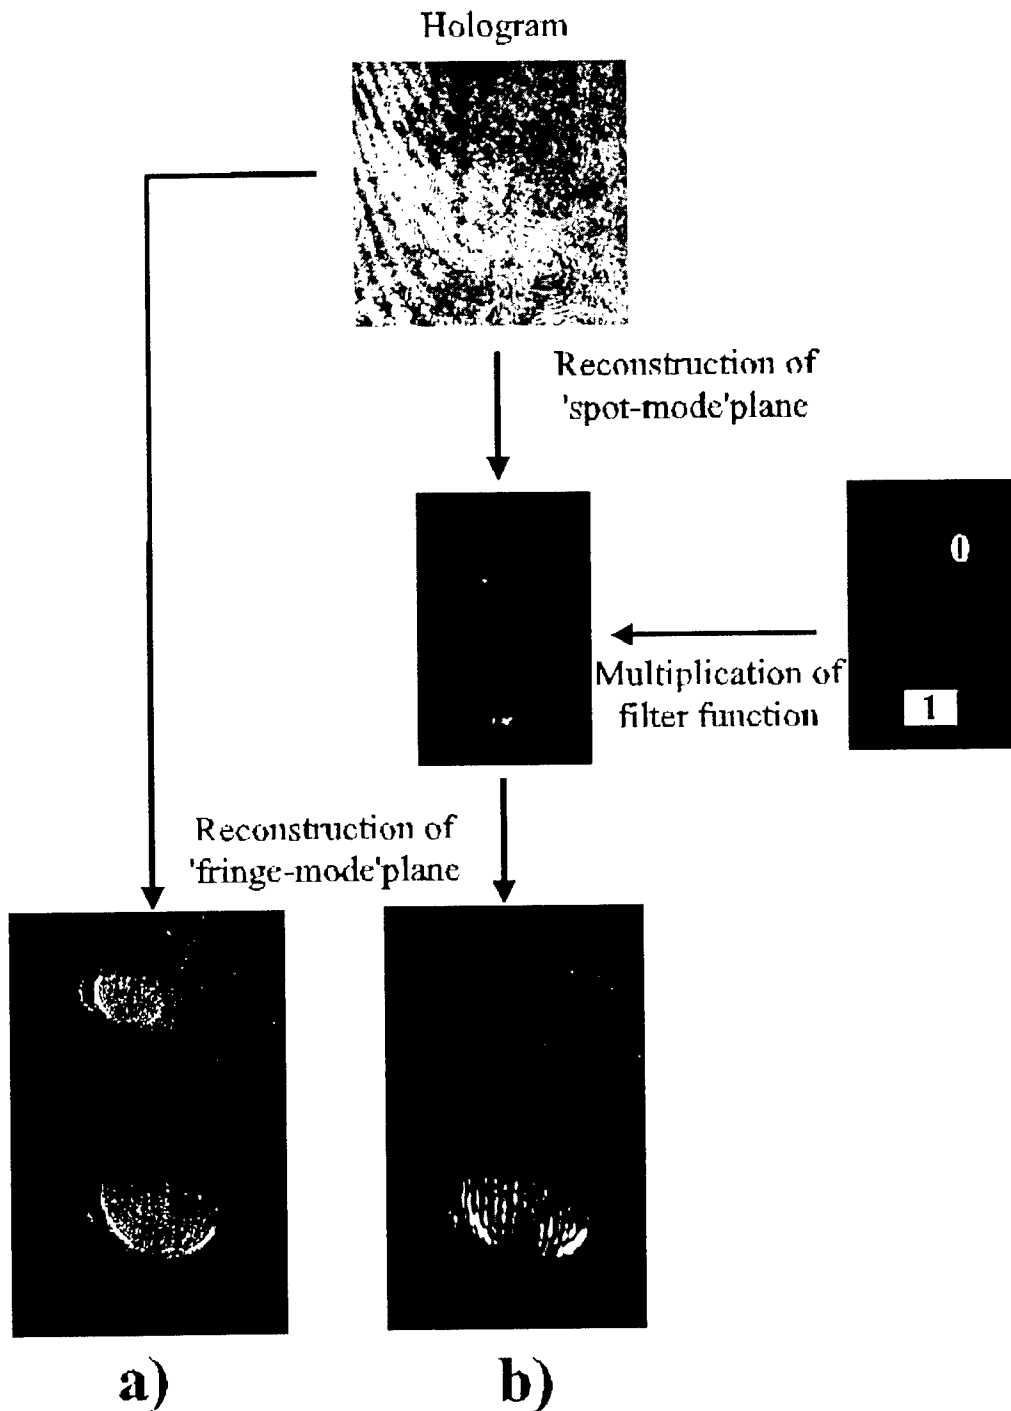 Hologram
Reconstruction of
'spot-mode'plane
0
Multiplication of
filter function
1
Reconstruction of
'fringe-mode'plane
a)
b)